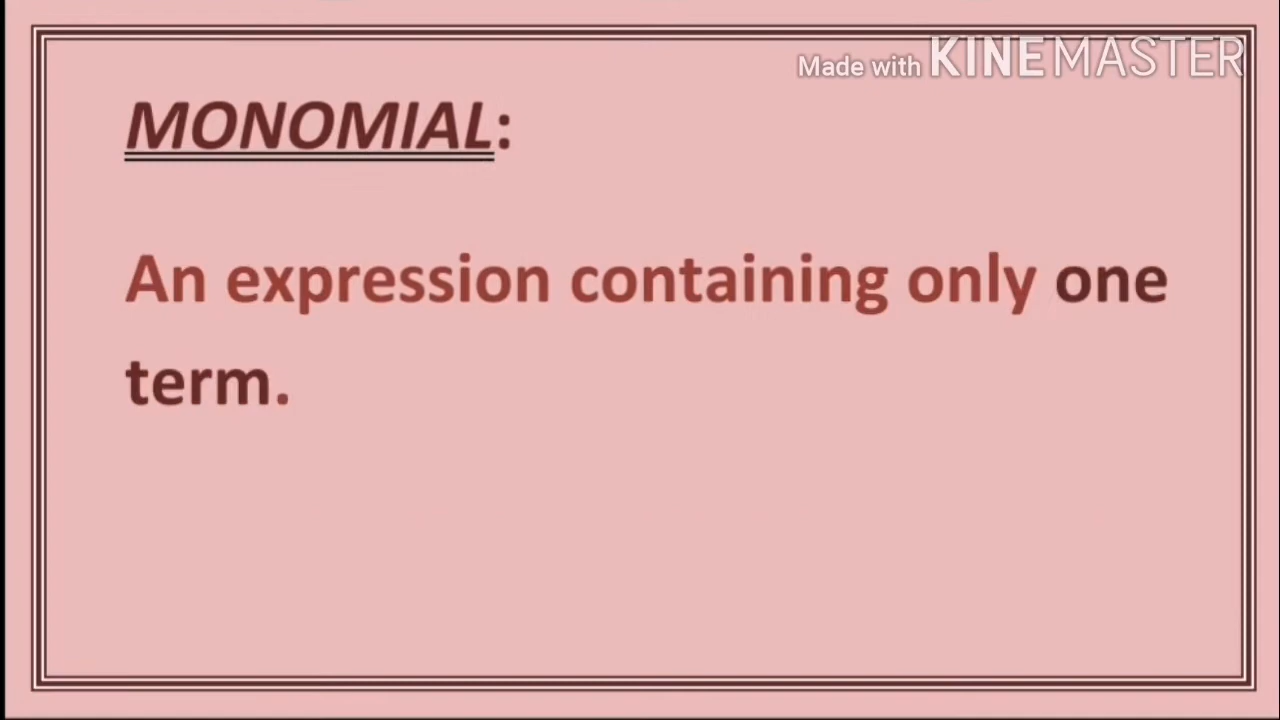 Made with KINEMASTER
MONOMIAL:
An expression containing only one
term.